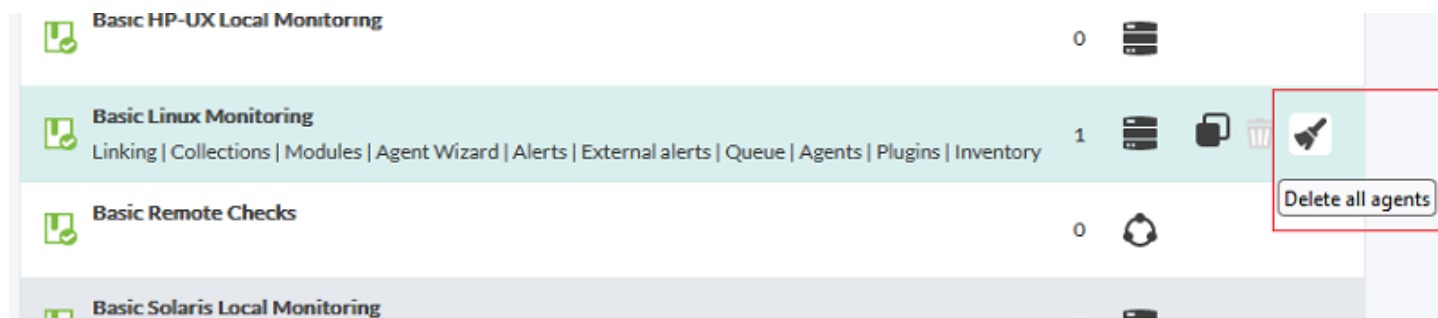 Basic HP-UX Local Monitoring
0
Basic Linux Monitoring
Linking | Collections | Modules | Agent Wizard | Alerts | External alerts | Queue | Agents | Plugins | Inventory
1
Delete all agents
Basic Remote Checks
0
Basic Solaris Local Monitoring